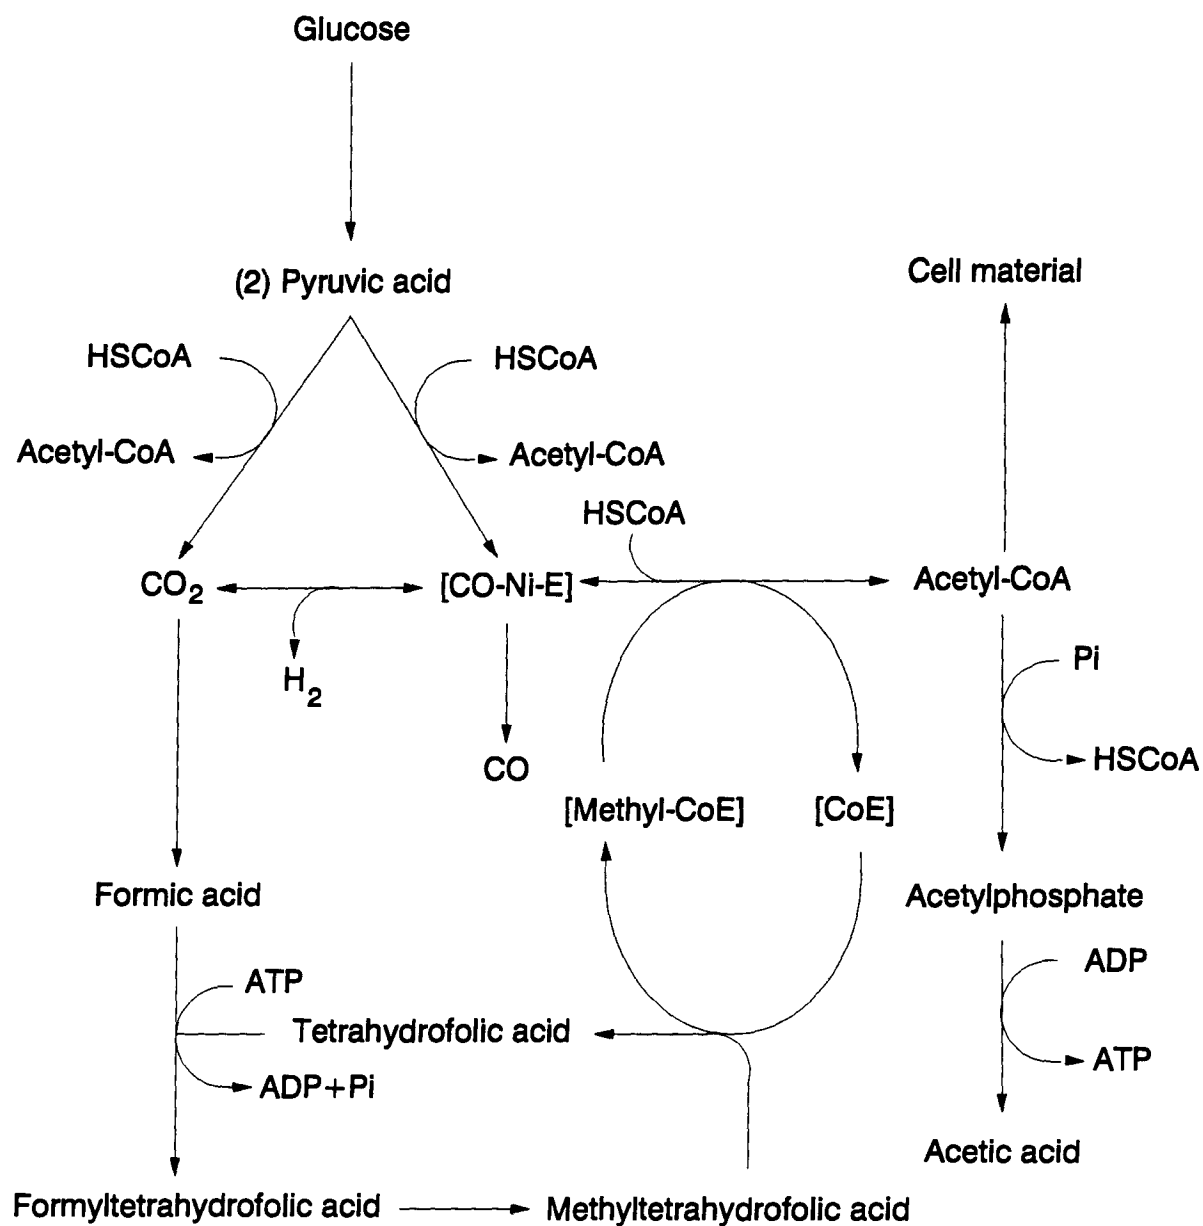 Glucose
(2) Pyruvic acid
Cell material
HSCoA
HSCoA
Acetyl-CoA
Acetyl-CoA
HSCoA
CO2
[CO-Ni-E]
Acetyl-CoA
H2
Pi
CO
HSCoA
[Methyl-CoE]
[CoE]
Formic acid
Acetylphosphate
ATP
ADP
Tetrahydrofolic acid
ADP+Pi
ATP
Acetic acid
Formyltetrahydrofolic acid
Methyltetrahydrofolic acid